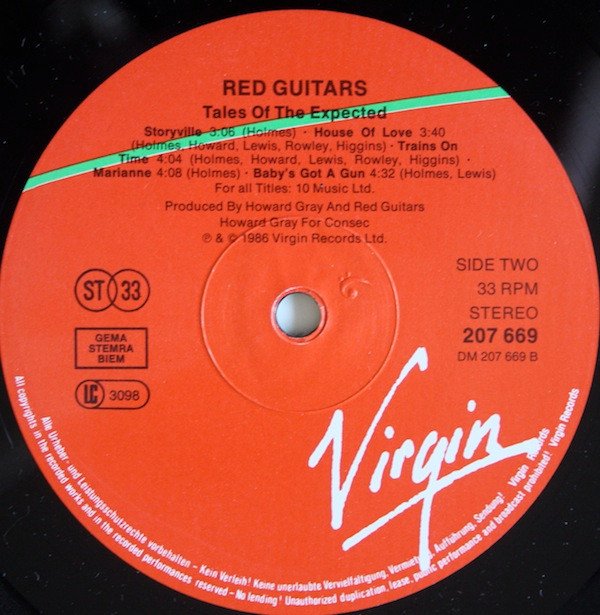 RED GUITARS
Tales Of The Expected
Storyville 3:06 (Holmes) · House Of Love 3:40
(Holmes, Howard, Lewis, Rowley, Higgins) · Trains On
Time 4:04 (Holmes, Howard, Lewis, Rowley, Higgins) ·
Marianne 4:08 (Holmes) · Baby's Got A Gun 4:32 (Holmes, Lewis)
For all Titles: 10 Music Ltd.
Produced By Howard Gray And Red Guitars
Howard Gray For Consec
℗ & © 1986 Virgin Records Ltd.
SIDE TWO
33 RPM
STEREO
207 669
DM 207 669 B
ST 33
GEMA
STEMRA
BIEM
LC 3098
Virgin
Alle Urheber- und Leistungsschutzrechte vorbehalten – Kein Verleih! Keine unerlaubte Vervielfältigung, Vermietung, Aufführung, Sendung! Virgin Records
All copyrights in the recorded works and in the recorded performances reserved – No lending! Unauthorized duplication, lease, public performance and broadcast prohibited! Virgin Records